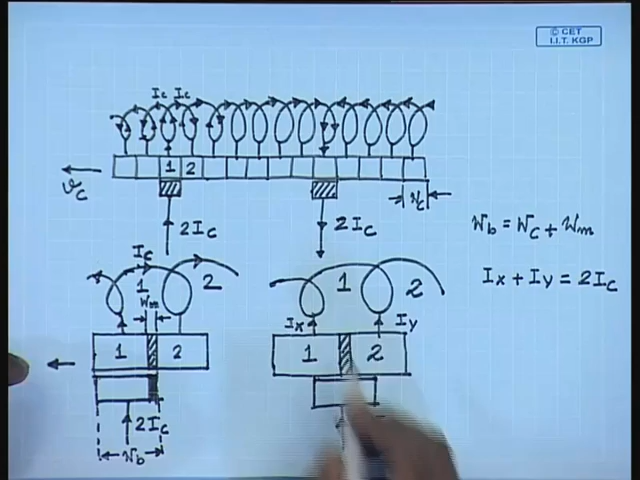 © CET
I.I.T. KGP
Ic Ic
1 2
υc
Wc
2Ic 2Ic
Wb = Wc + Wm
Ix + Iy = 2Ic
Ic
1 2
Wm
1 2
2Ic
Wb
1 2
Ix Iy
1 2